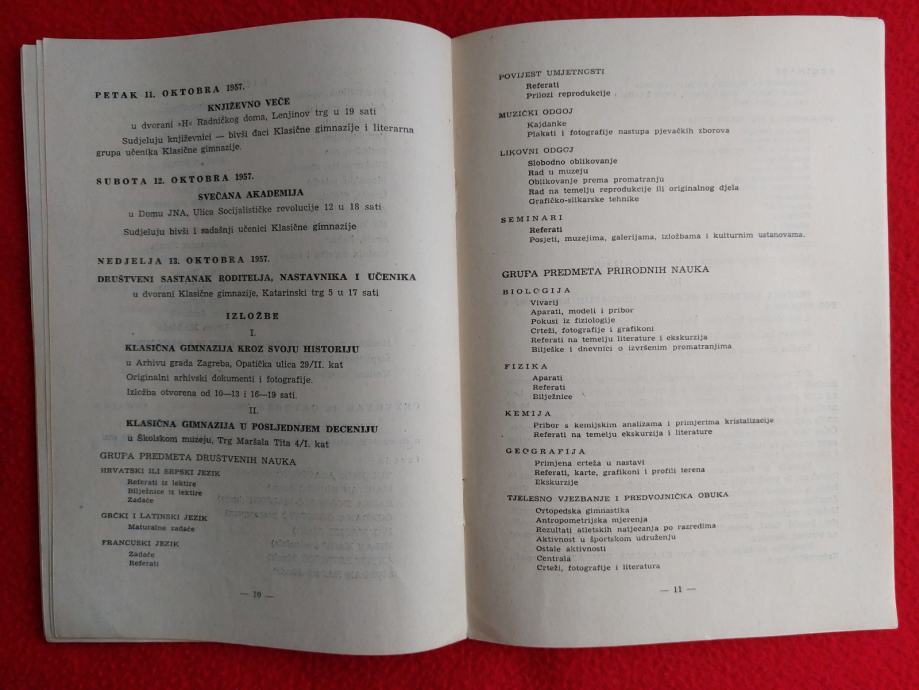 PETAK 11. OKTOBRA 1957.
KNJIŽEVNO VEČE
u dvorani »H« Radničkog doma, Lenjinov trg u 19 sati
Sudjeluju književnici — bivši đaci Klasične gimnazije i literarna
grupa učenika Klasične gimnazije.
SUBOTA 12. OKTOBRA 1957.
SVEČANA AKADEMIJA
u Domu JNA, Ulica Socijalističke revolucije 12 u 18 sati
Sudjeluju bivši i sadašnji učenici Klasične gimnazije
NEDJELJA 13. OKTOBRA 1957.
DRUŠTVENI SASTANAK RODITELJA, NASTAVNIKA I UČENIKA
u dvorani Klasične gimnazije, Katarinski trg 5 u 17 sati
IZLOŽBE
I.
KLASIČNA GIMNAZIJA KROZ SVOJU HISTORIJU
u Arhivu grada Zagreba, Opatička ulica 29/II. kat
Originalni arhivski dokumenti i fotografije.
Izložba otvorena od 10—13 i 16—19 sati.
II.
KLASIČNA GIMNAZIJA U POSLJEDNJEM DECENIJU
u Školskom muzeju, Trg Maršala Tita 4/I. kat
GRUPA PREDMETA DRUŠTVENIH NAUKA
HRVATSKI ILI SRPSKI JEZIK
Referati iz lektire
Bilježnice iz lektire
Zadaće
GRČKI I LATINSKI JEZIK
Maturalne zadaće
FRANCUSKI JEZIK
Zadaće
Referati
— 10 —
POVIJEST UMJETNOSTI
Referati
Prilozi reprodukcije
MUZIČKI ODGOJ
Kajdanke
Plakati i fotografije nastupa pjevačkih zborova
LIKOVNI ODGOJ
Slobodno oblikovanje
Rad u muzeju
Oblikovanje prema promatranju
Rad na temelju reprodukcije ili originalnog djela
Grafičko-slikarske tehnike
SEMINARI
Referati
Posjeti, muzejima, galerijama, izložbama i kulturnim ustanovama.
GRUPA PREDMETA PRIRODNIH NAUKA
BIOLOGIJA
Vivarij
Aparati, modeli i pribor
Pokusi iz fiziologije
Crteži, fotografije i grafikoni
Referati na temelju literature i ekskurzija
Bilješke i dnevnici o izvršenim promatranjima
FIZIKA
Aparati
Referati
Bilježnice
KEMIJA
Pribor s kemijskim analizama i primjerima kristalizacije
Referati na temelju ekskurzija i literature
GEOGRAFIJA
Primjena crteža u nastavi
Referati, karte, grafikoni i profili terena
Ekskurzije
TJELESNO VJEZBANJE I PREDVOJNIČKA OBUKA
Ortopedska gimnastika
Antropometrijska mjerenja
Rezultati atletskih natjecanja po razredima
Aktivnost u športskom udruženju
Ostale aktivnosti
Centrala
Crteži, fotografije i literatura
— 11 —